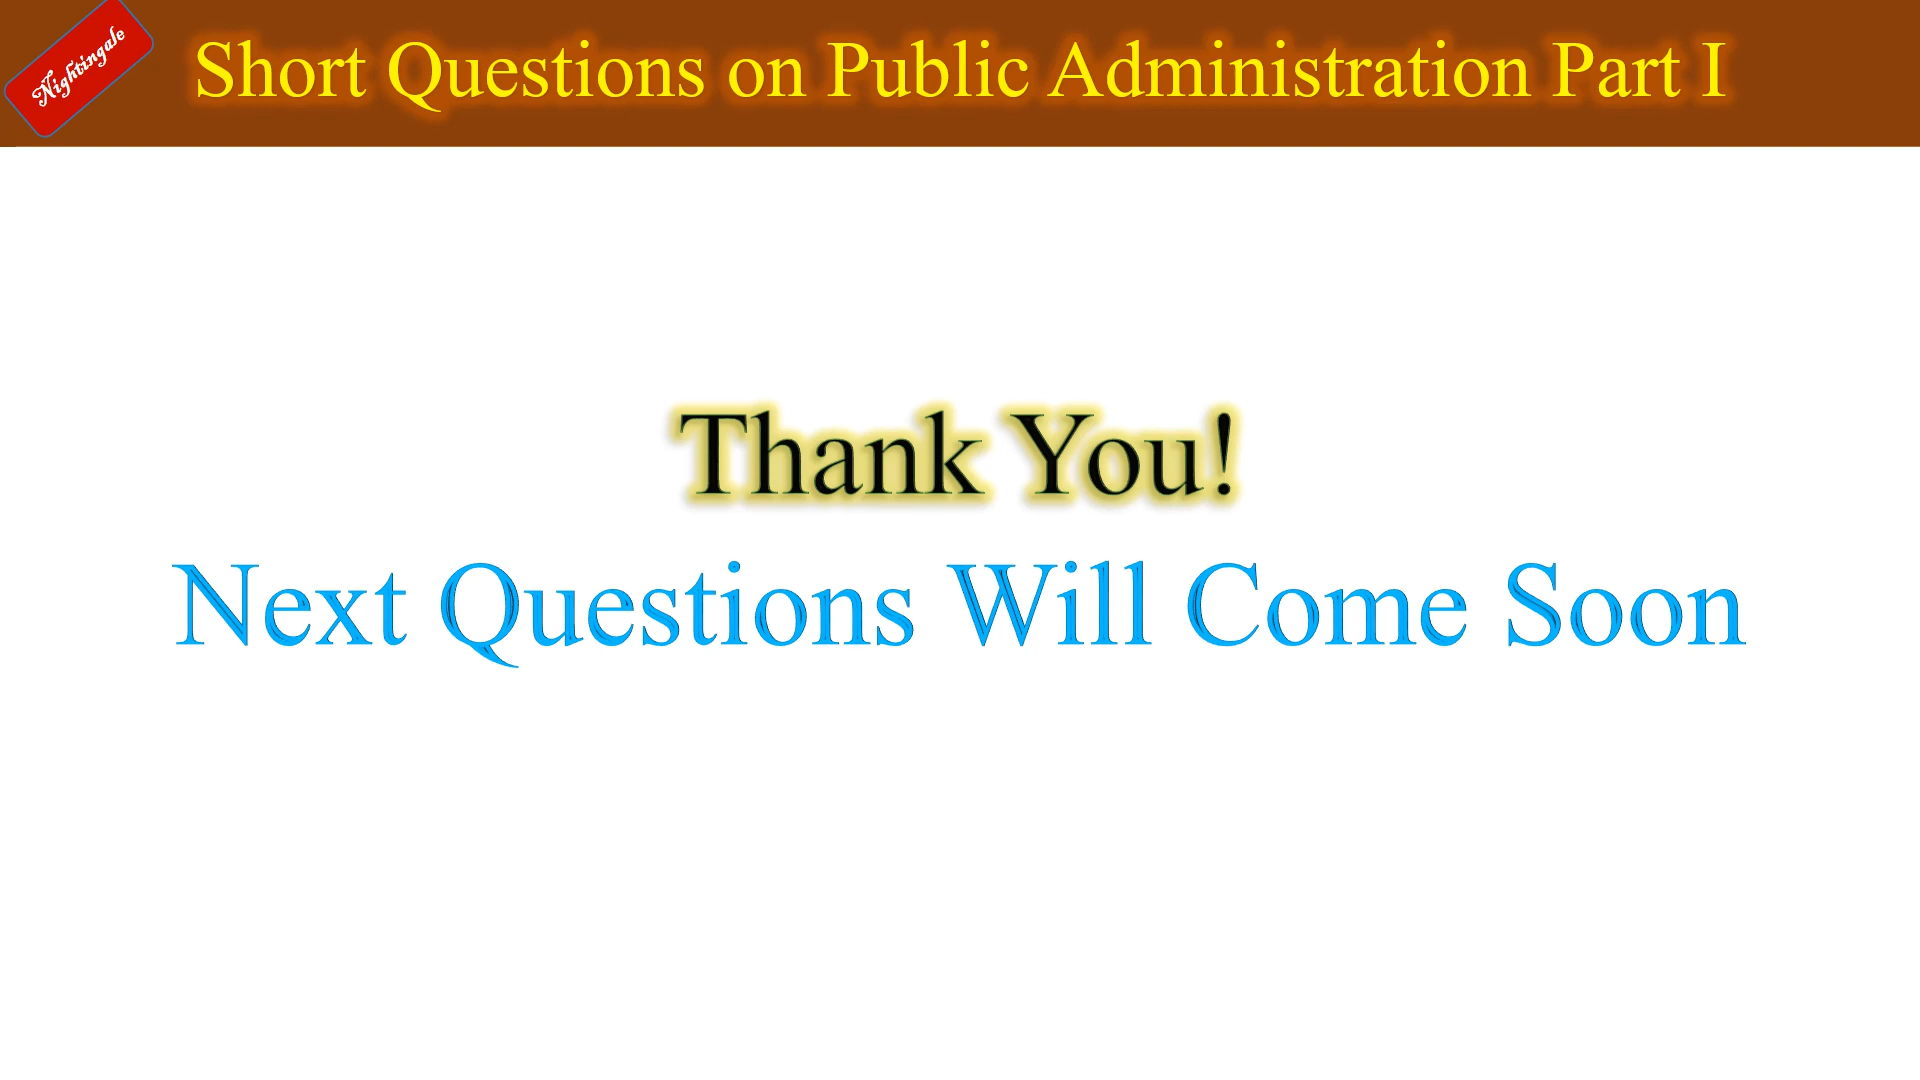 Nightingale
Short Questions on Public Administration Part I
Thank You!
Next Questions Will Come Soon